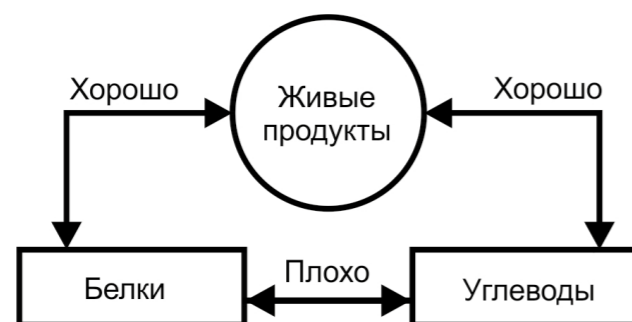 Хорошо
Живые
продукты
Хорошо
Белки
Плохо
Углеводы